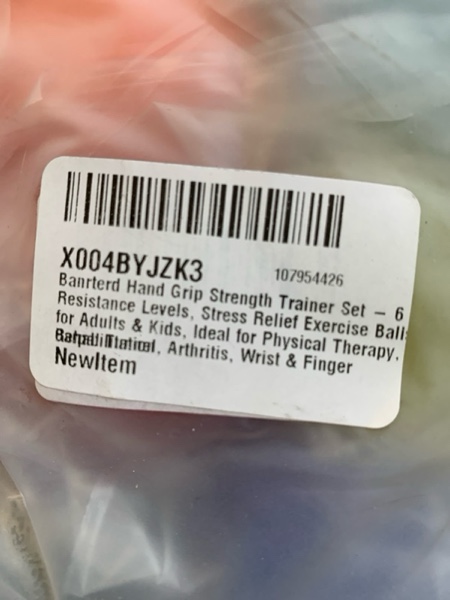 X004BYJZK3
107954426
Banrterd Hand Grip Strength Trainer Set – 6
Resistance Levels, Stress Relief Exercise Ball
for Adults & Kids, Ideal for Physical Therapy,
Arthritis, Wrist & Finger
NewItem